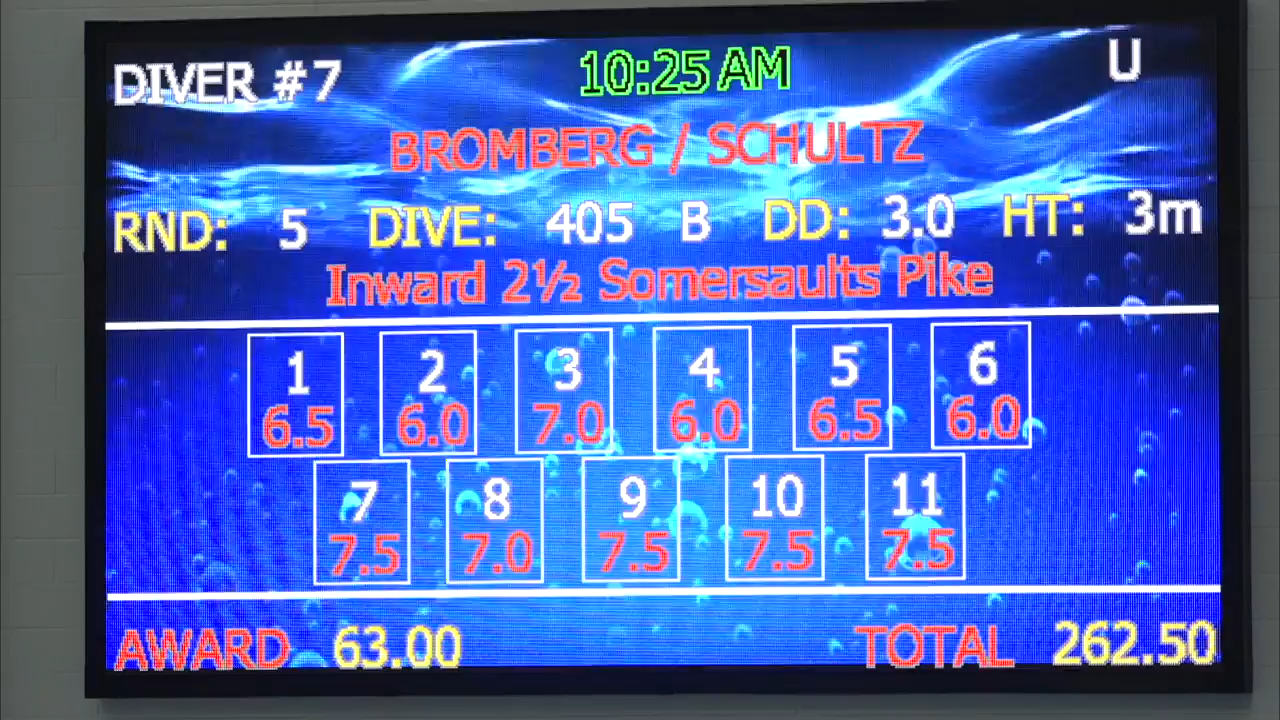 DIVER #7 10:25 AM U
BROMBERG / SCHULTZ
RND: 5 DIVE: 405 B DD: 3.0 HT: 3m
Inward 2½ Somersaults Pike
1 2 3 4 5 6
6.5 6.0 7.0 6.0 6.5 6.0
7 8 9 10 11
7.5 7.0 7.5 7.5 7.5
AWARD 63.00 TOTAL 262.50